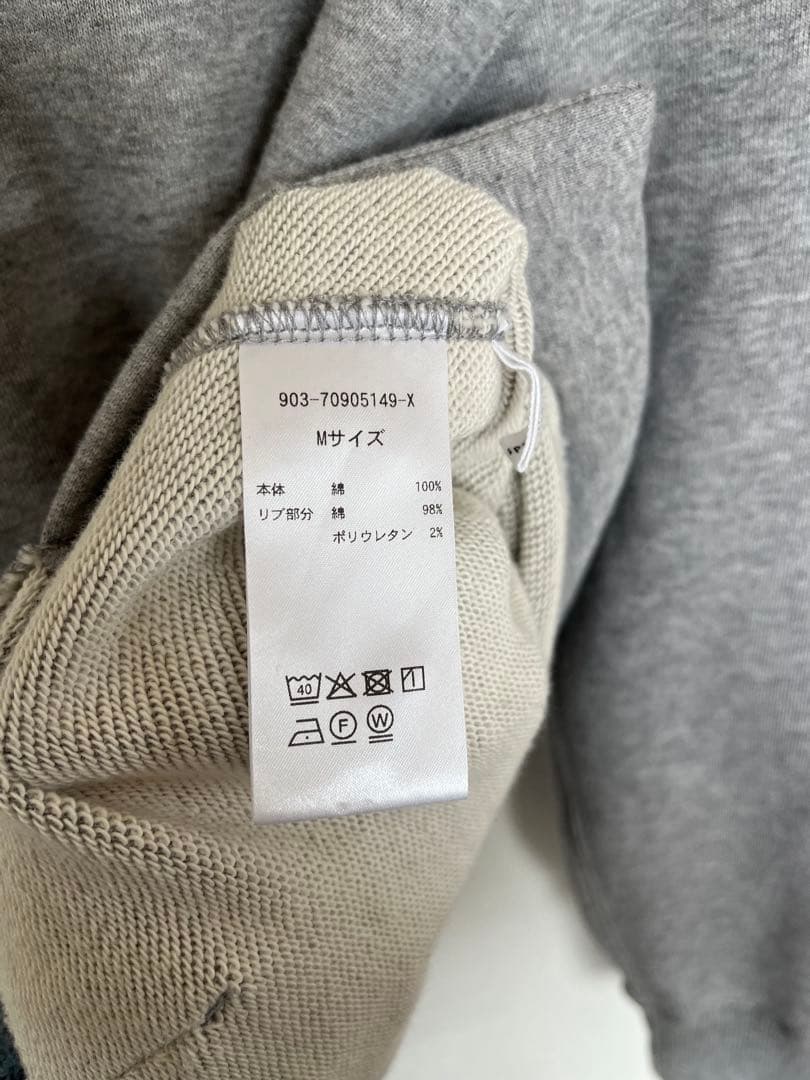 903-70905149-X
Mサイズ
本体 綿 100%
リブ部分 綿 98%
ポリウレタン 2%
40
F W